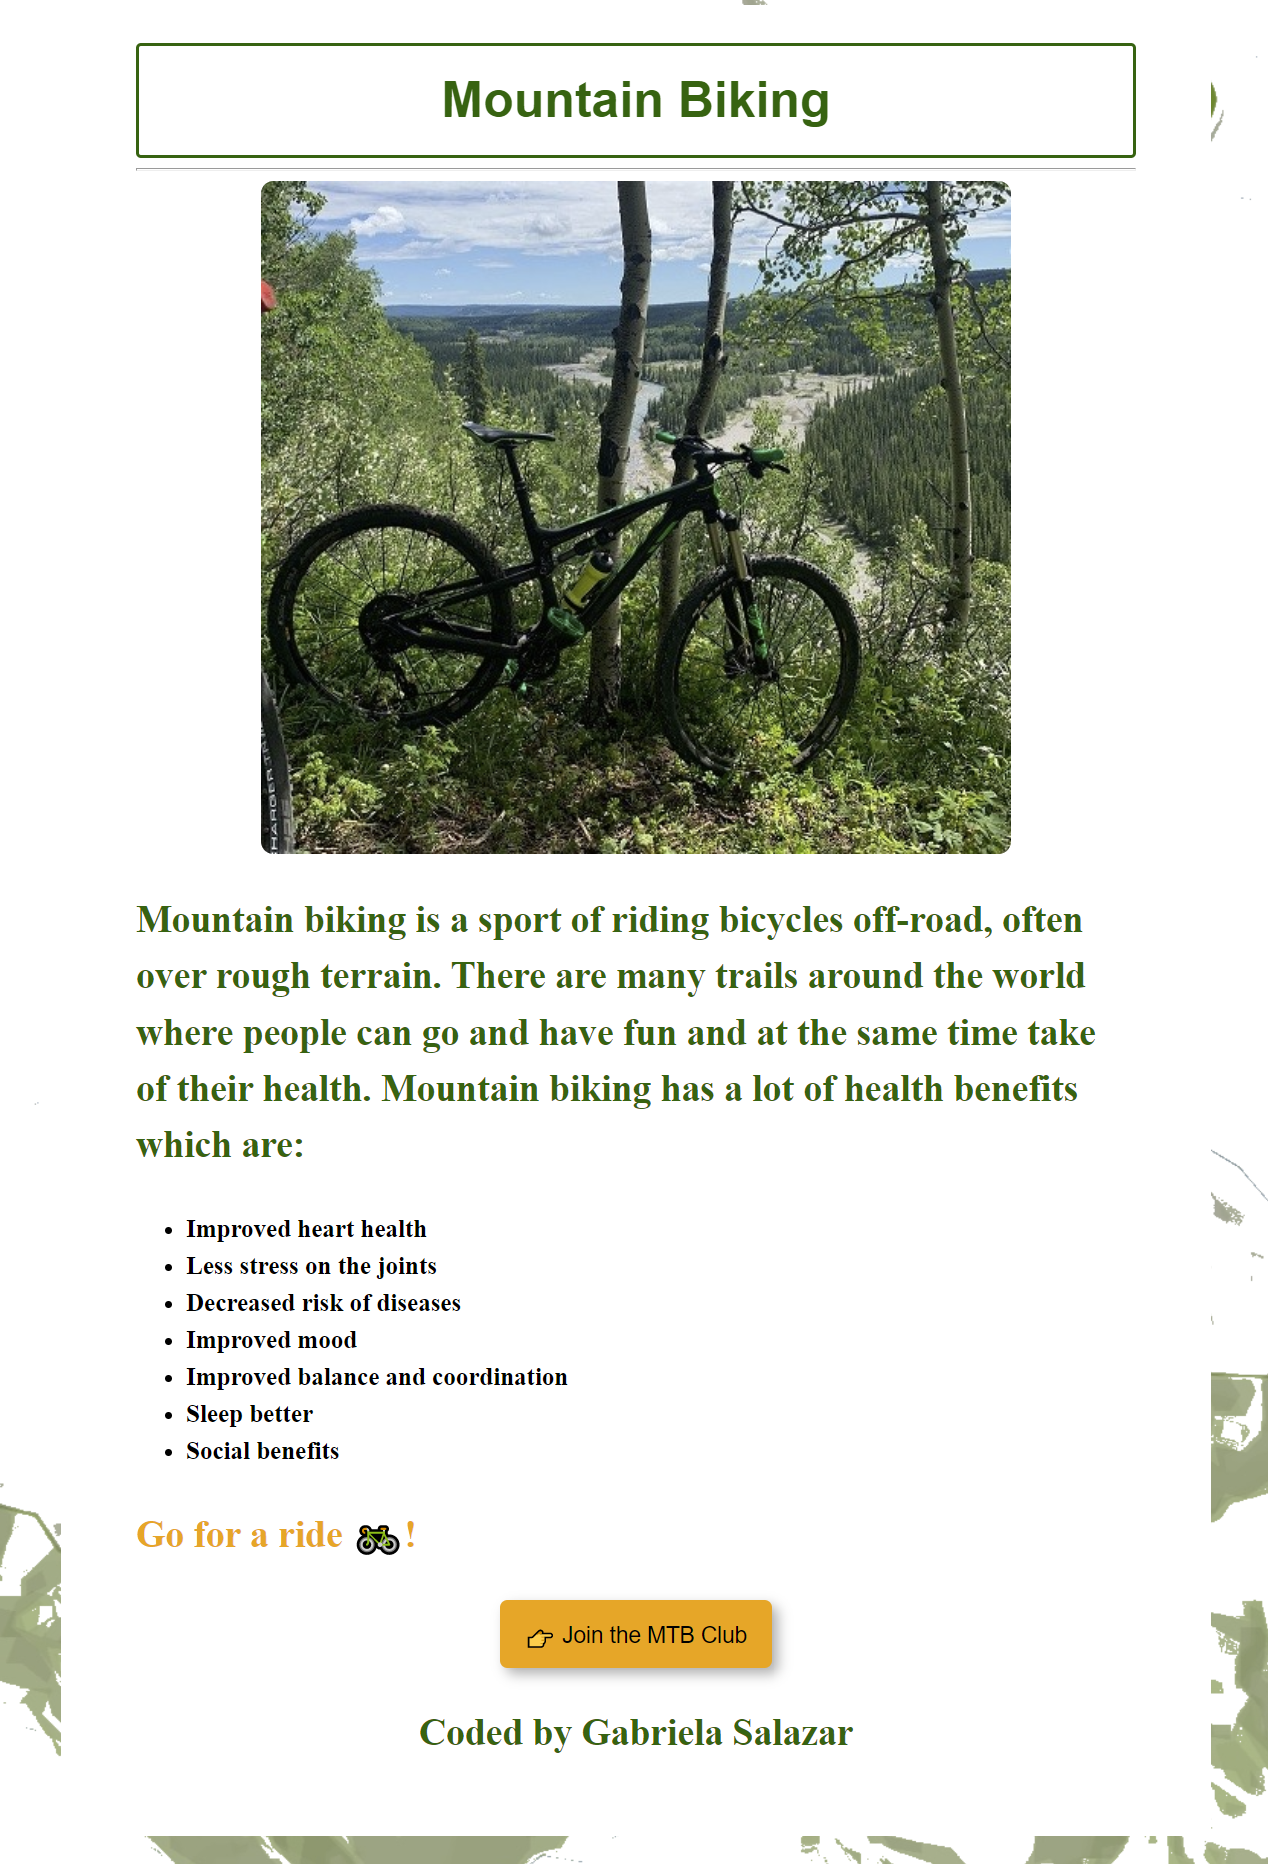 Mountain Biking
Mountain biking is a sport of riding bicycles off-road, often
over rough terrain. There are many trails around the world
where people can go and have fun and at the same time take
of their health. Mountain biking has a lot of health benefits
which are:
• Improved heart health
• Less stress on the joints
• Decreased risk of diseases
• Improved mood
• Improved balance and coordination
• Sleep better
• Social benefits
Go for a ride 🚲!
👉 Join the MTB Club
Coded by Gabriela Salazar